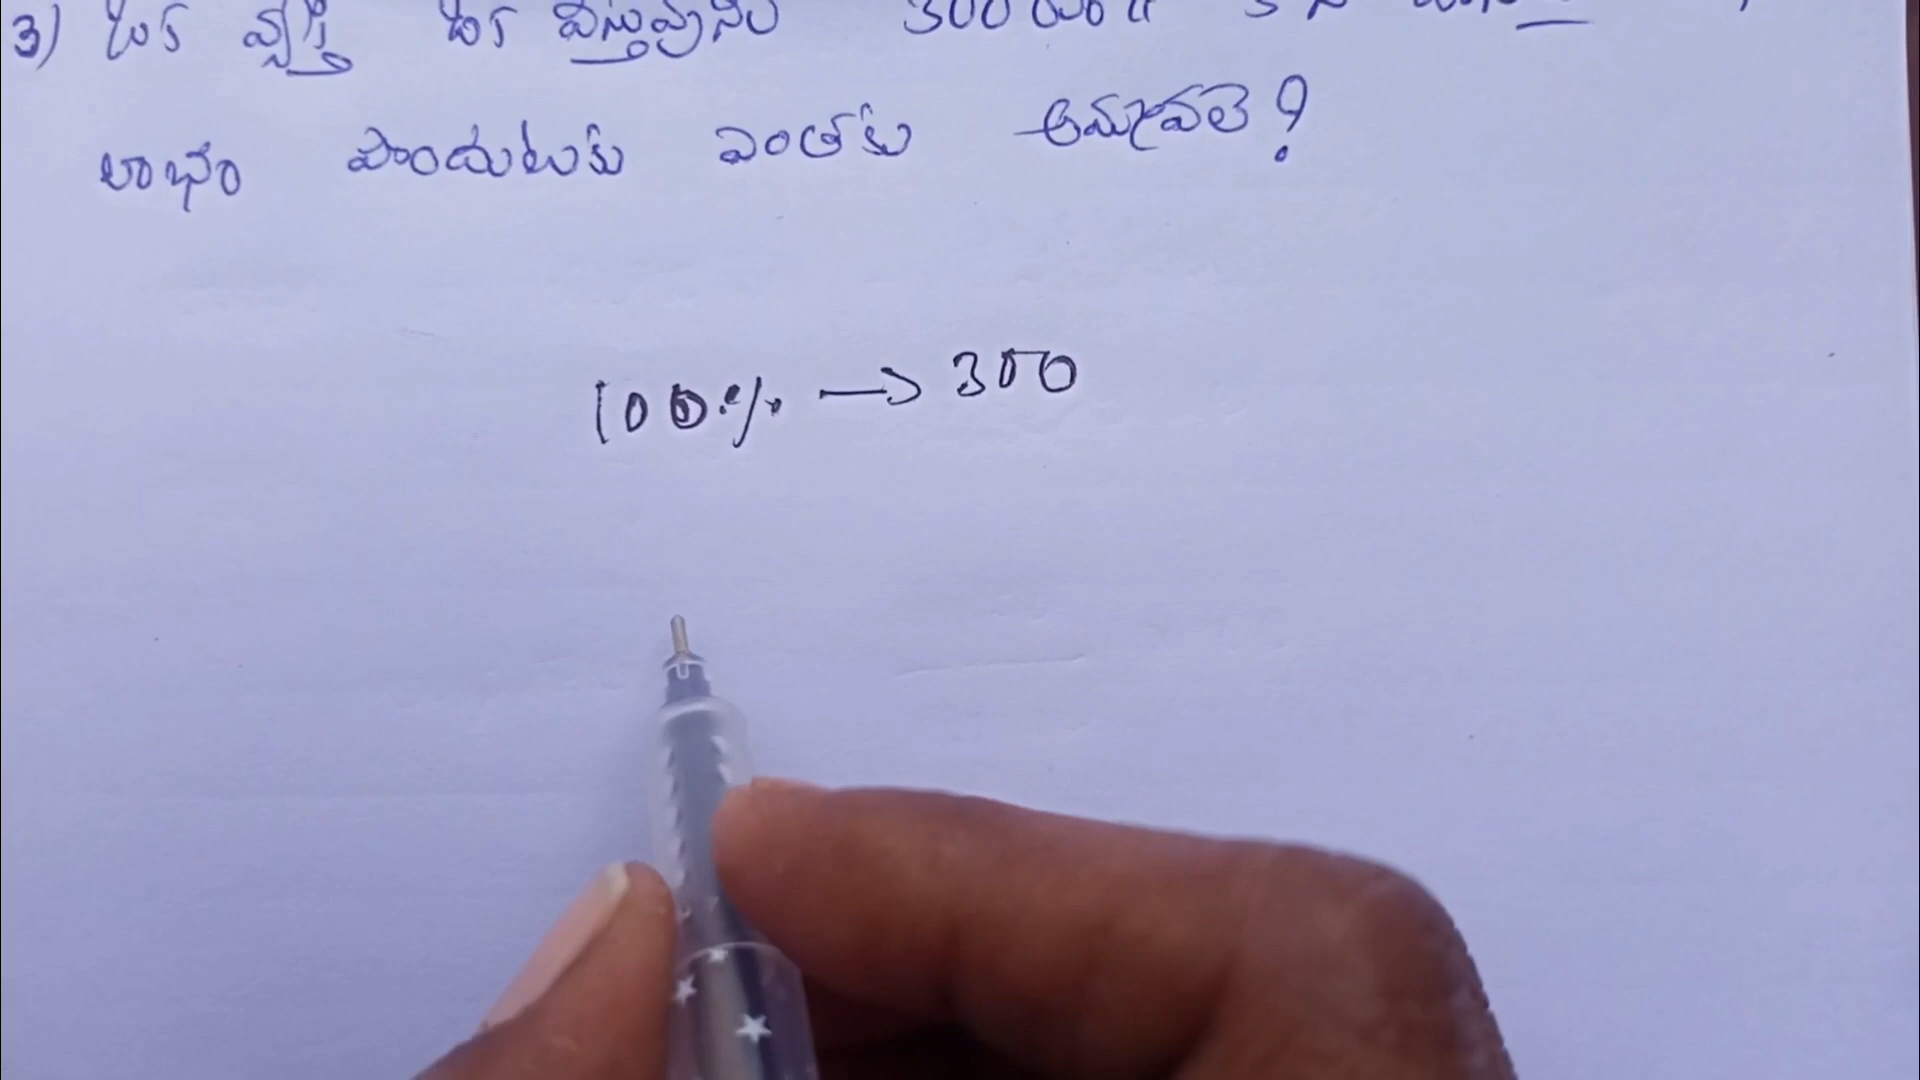 3) ఒక వ్యక్తి ఒక వస్తువును 300
లాభం పొందుటకు ఎంతకు అమ్మవలె?
100% → 300